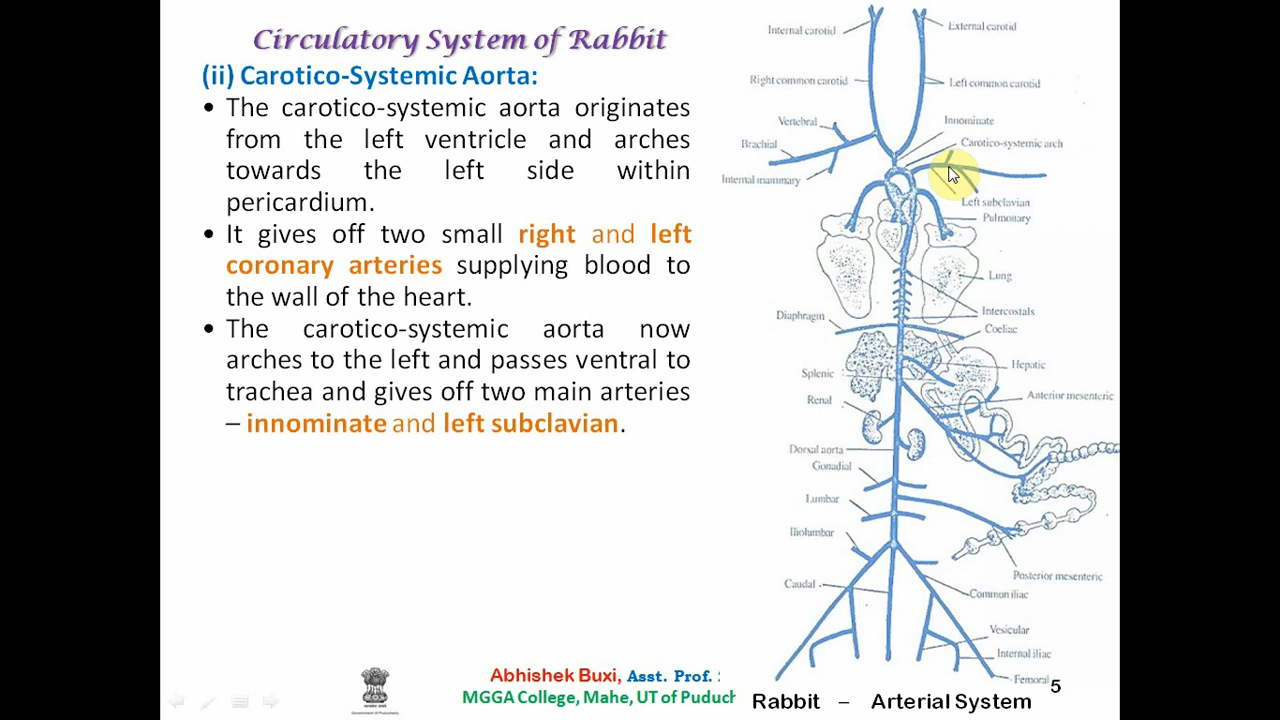 Circulatory System of Rabbit
(ii) Carotico-Systemic Aorta:
• The carotico-systemic aorta originates
from the left ventricle and arches
towards the left side within
pericardium.
• It gives off two small right and left
coronary arteries supplying blood to
the wall of the heart.
• The carotico-systemic aorta now
arches to the left and passes ventral to
trachea and gives off two main arteries
– innominate and left subclavian.
Internal carotid
External carotid
Right common carotid
Left common carotid
Vertebral
Innominate
Brachial
Carotico-systemic arch
Internal mammary
Left subclavian
Pulmonary
Lung
Intercostals
Diaphragm
Coeliac
Hepatic
Splenic
Anterior mesenteric
Renal
Dorsal aorta
Gonadial
Lumbar
Iliolumbar
Posterior mesenteric
Caudal
Common iliac
Vesicular
Internal iliac
Femoral
Abhishek Buxi, Asst. Prof.
MGGA College, Mahe, UT of Puduch
Rabbit – Arterial System
5